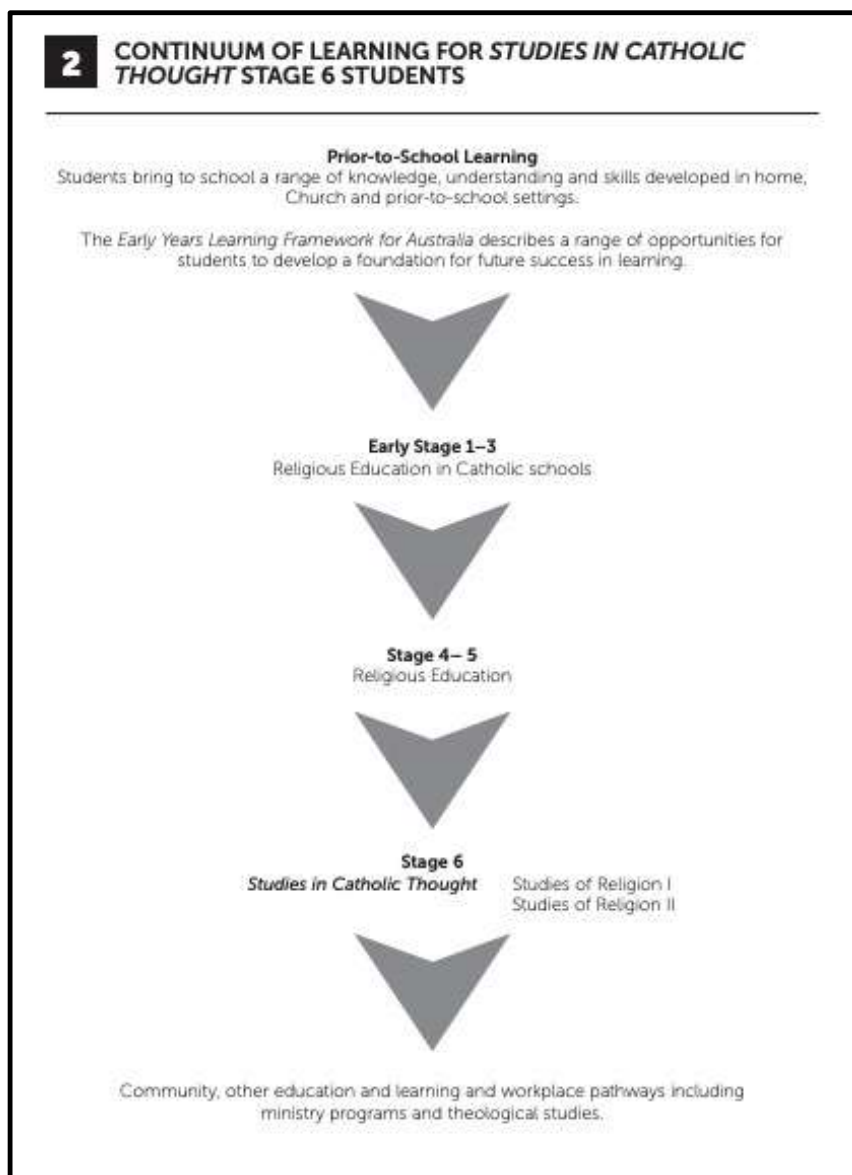 2
CONTINUUM OF LEARNING FOR STUDIES IN CATHOLIC
THOUGHT STAGE 6 STUDENTS
Prior-to-School Learning
Students bring to school a range of knowledge, understanding and skills developed in home,
Church and prior-to-school settings.
The Early Years Learning Framework for Australia describes a range of opportunities for
students to develop a foundation for future success in learning.
Early Stage 1–3
Religious Education in Catholic schools
Stage 4– 5
Religious Education
Stage 6
Studies in Catholic Thought Studies of Religion I
Studies of Religion II
Community, other education and learning and workplace pathways including
ministry programs and theological studies.